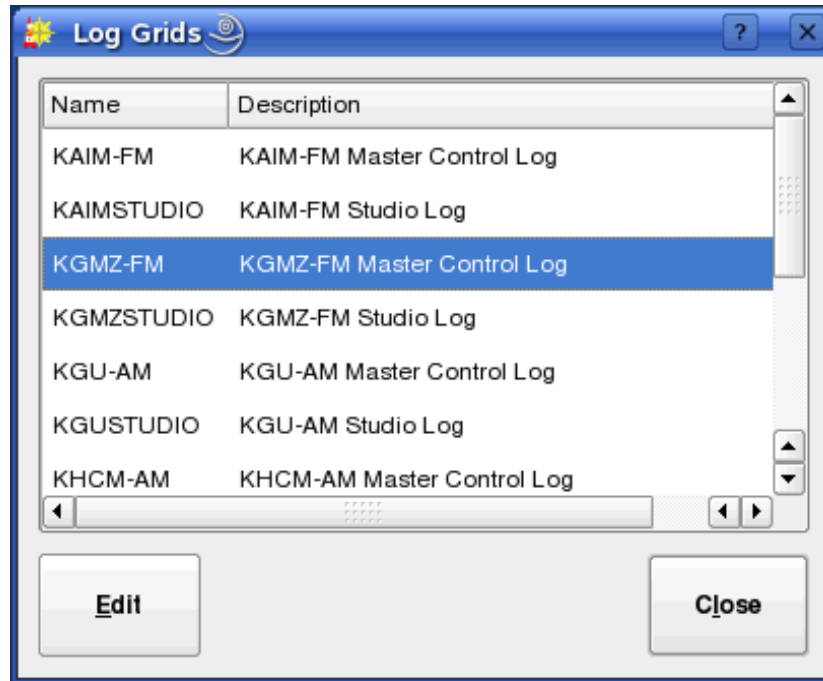 Log Grids ?
Name Description
KAIM-FM KAIM-FM Master Control Log
KAIMSTUDIO KAIM-FM Studio Log
KGMZ-FM KGMZ-FM Master Control Log
KGMZSTUDIO KGMZ-FM Studio Log
KGU-AM KGU-AM Master Control Log
KGUSTUDIO KGU-AM Studio Log
KHCM-AM KHCM-AM Master Control Log
Edit Close